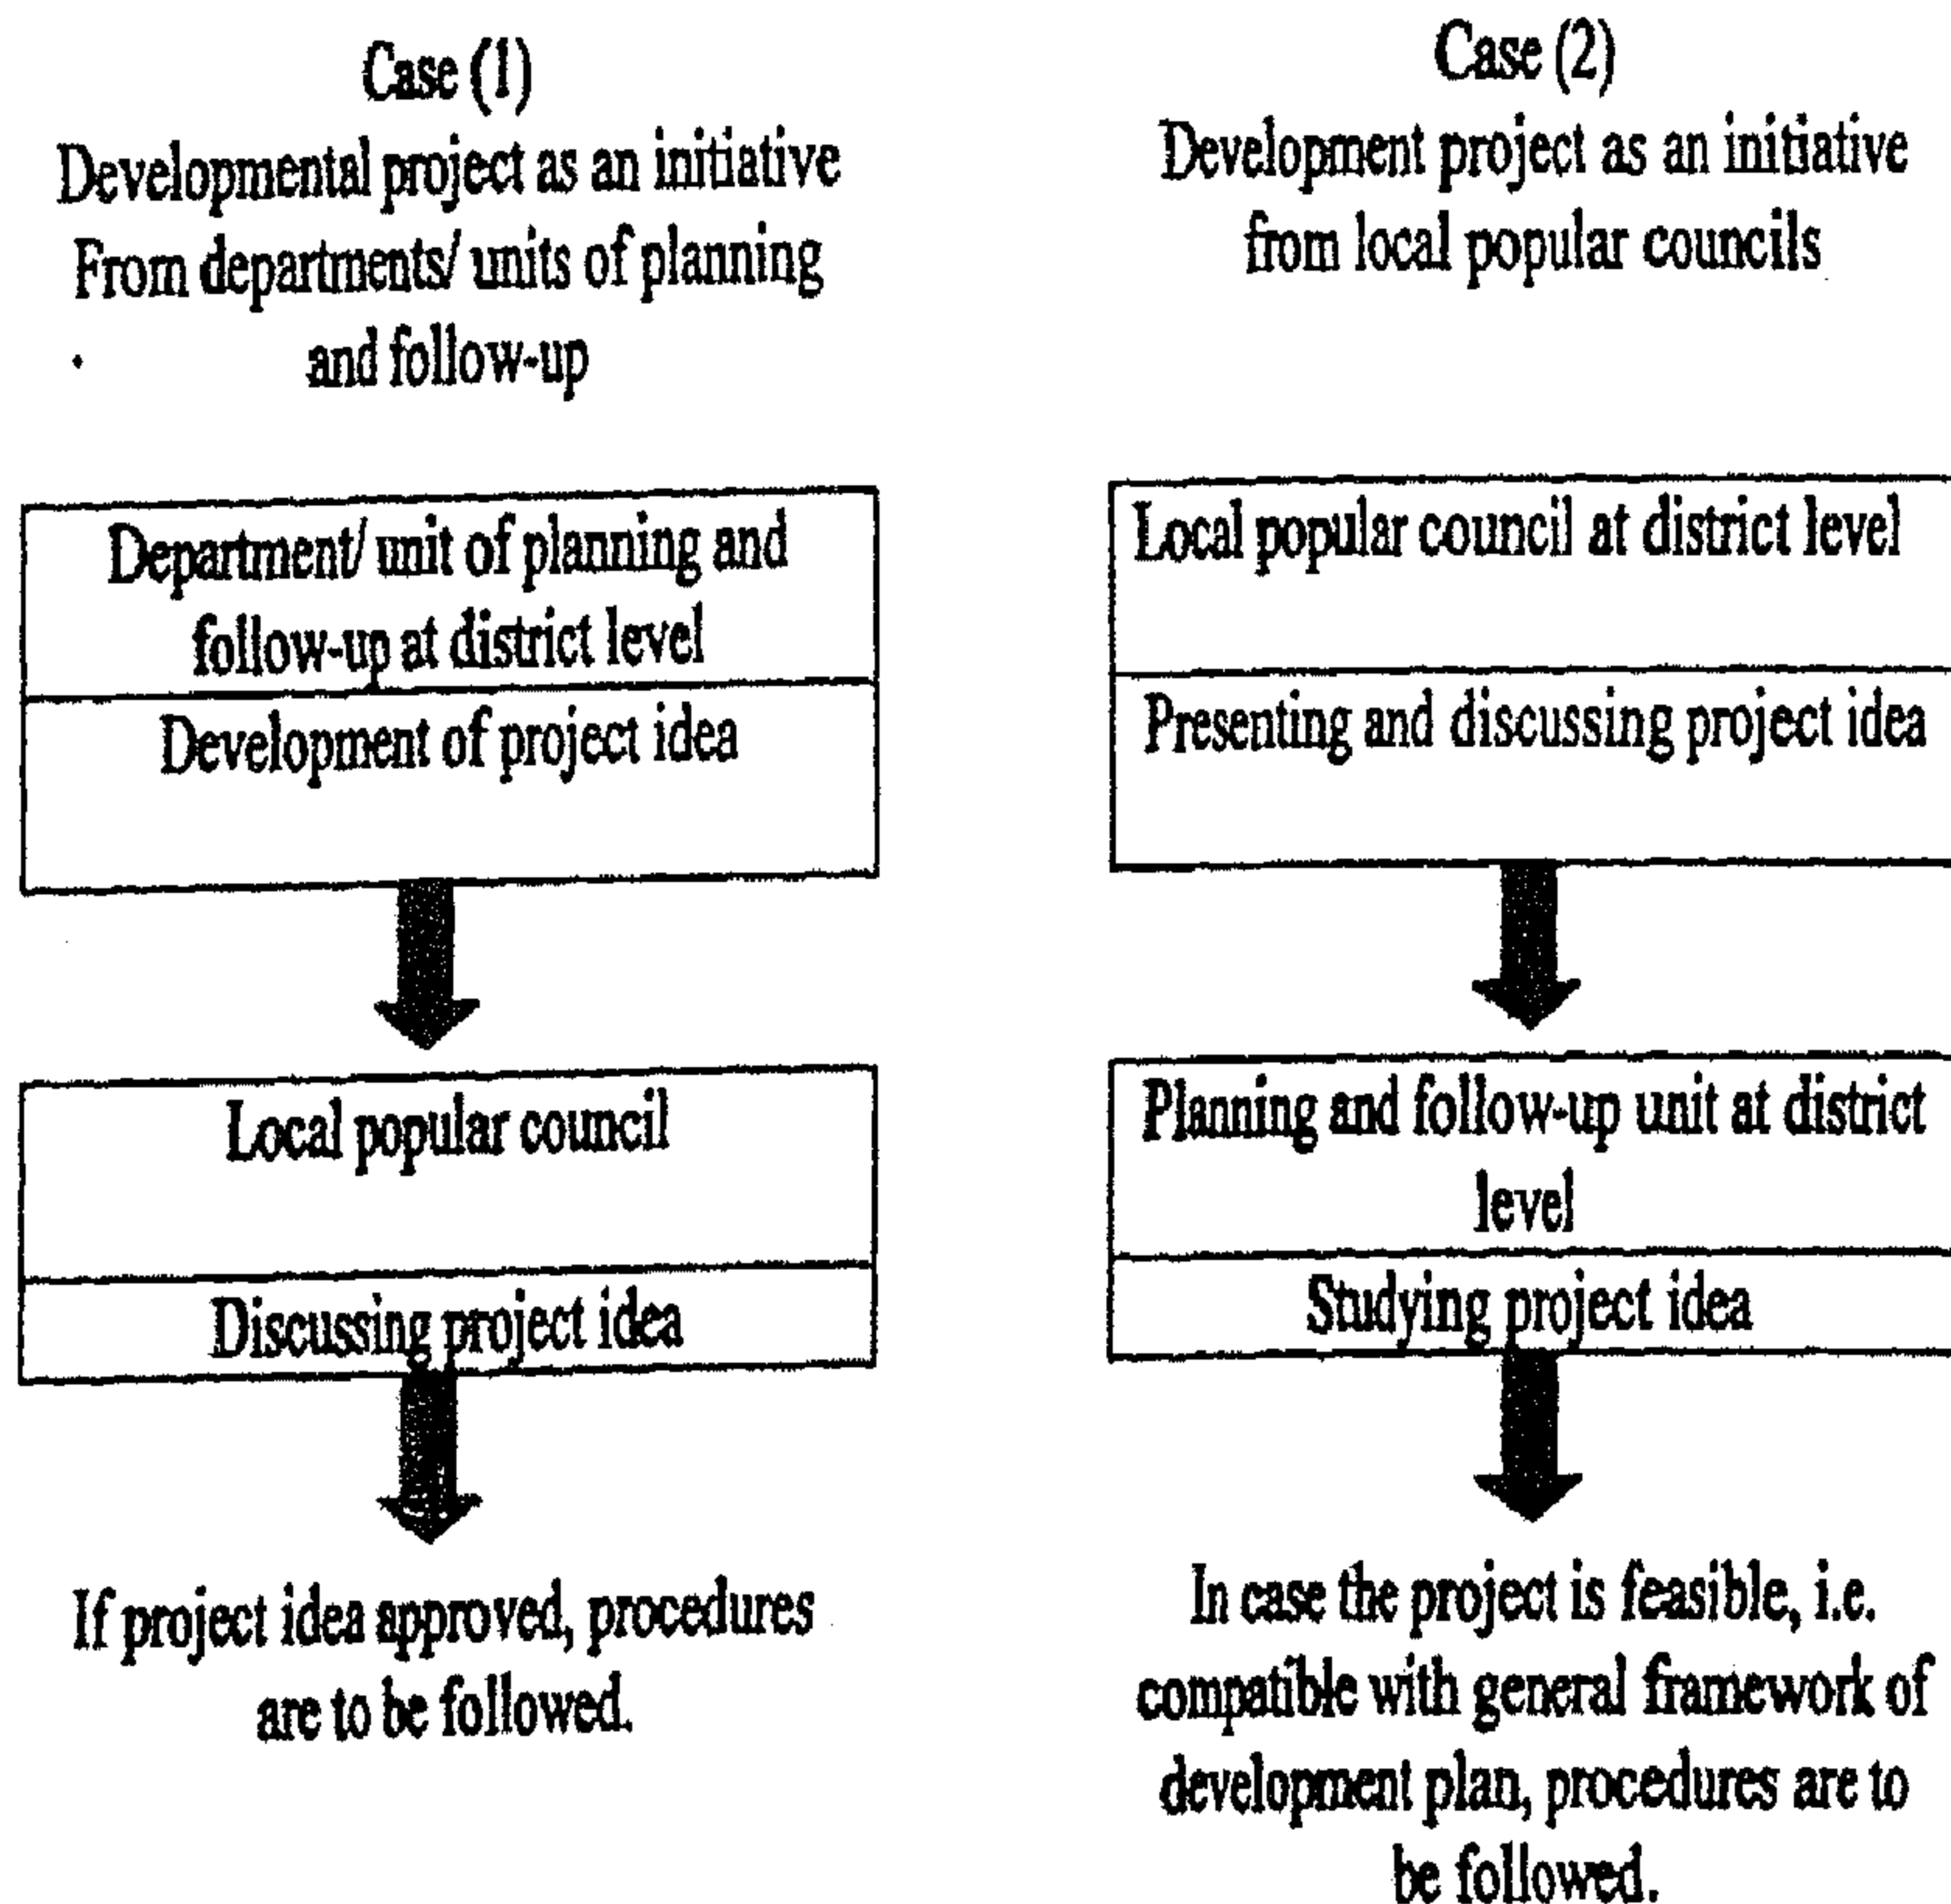 Case (1)
Developmental project as an initiative
From departments/ units of planning
and follow-up
Department/ unit of planning and
follow-up at district level
Development of project idea
Local popular council
Discussing project idea
If project idea approved, procedures
are to be followed.
Case (2)
Development project as an initiative
from local popular councils
Local popular council at district level
Presenting and discussing project idea
Planning and follow-up unit at district
level
Studying project idea
In case the project is feasible, i.e.
compatible with general framework of
development plan, procedures are to
be followed.